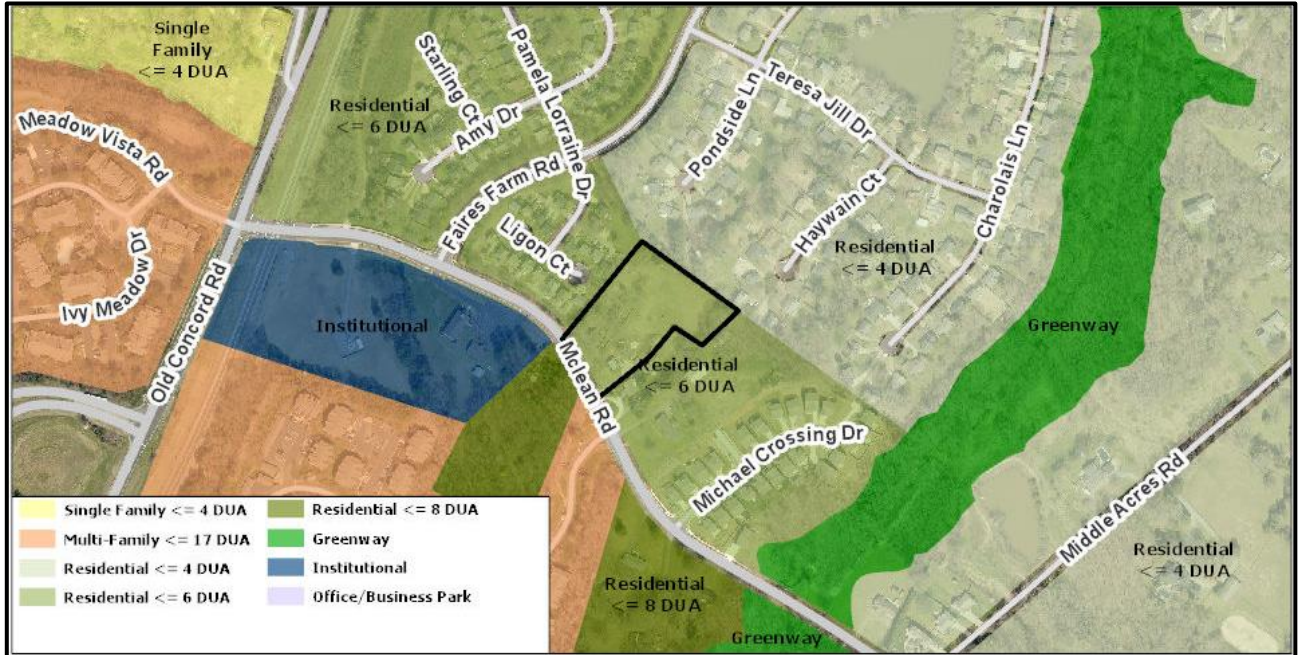 Single
Family
<= 4 DUA
Meadow Vista Rd
Ivy Meadow Dr
Old Concord Rd
Residential
<= 6 DUA
Starling Ct
Pamela Lorraine Dr
Amy Dr
Faires Farm Rd
Ligon Ct
Teresa Jill Dr
Pondside Ln
Haywain Ct
Charolais Ln
Residential
<= 4 DUA
Institutional
Mclean Rd
Residential
<= 6 DUA
Greenway
Michael Crossing Dr
Middle Acres Rd
Residential
<= 4 DUA
Residential
<= 8 DUA
Greenway
Single Family <= 4 DUA
Multi-Family <= 17 DUA
Residential <= 4 DUA
Residential <= 6 DUA
Residential <= 8 DUA
Greenway
Institutional
Office/Business Park